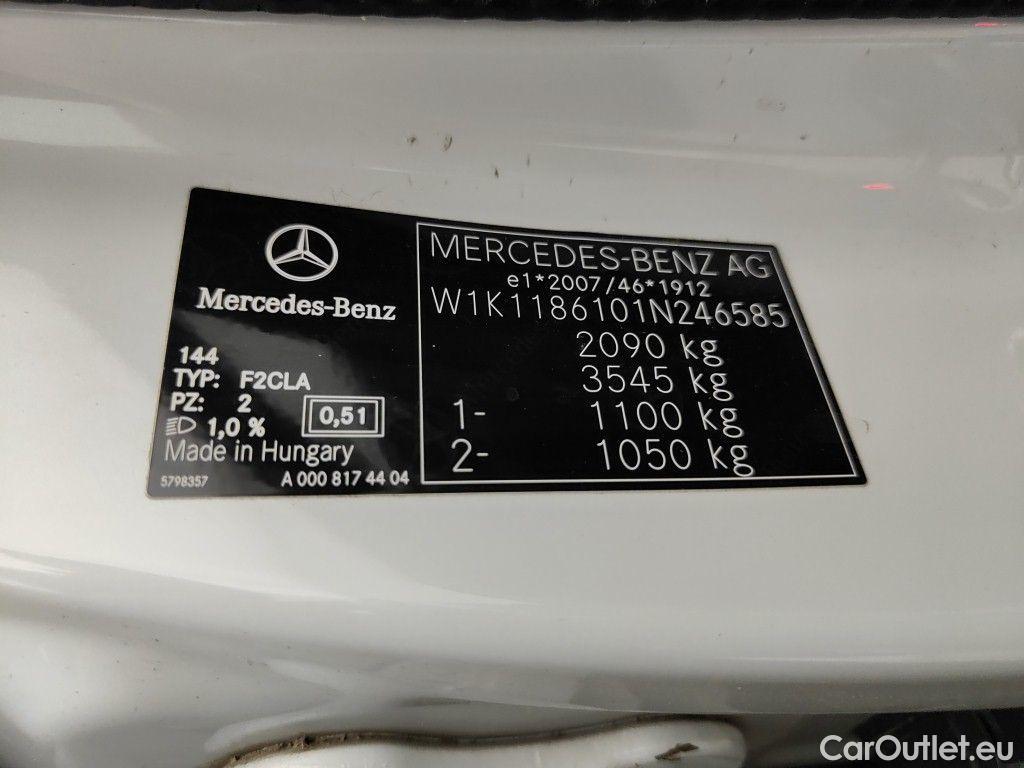 Mercedes-Benz
144
TYP: F2CLA
PZ: 2
1,0 %
0,51
Made in Hungary
5798357
A 000 817 44 04
MERCEDES-BENZ AG
e1*2007/46*1912
W1K1186101N246585
2090 kg
3545 kg
1- 1100 kg
2- 1050 kg
CarOutlet.eu